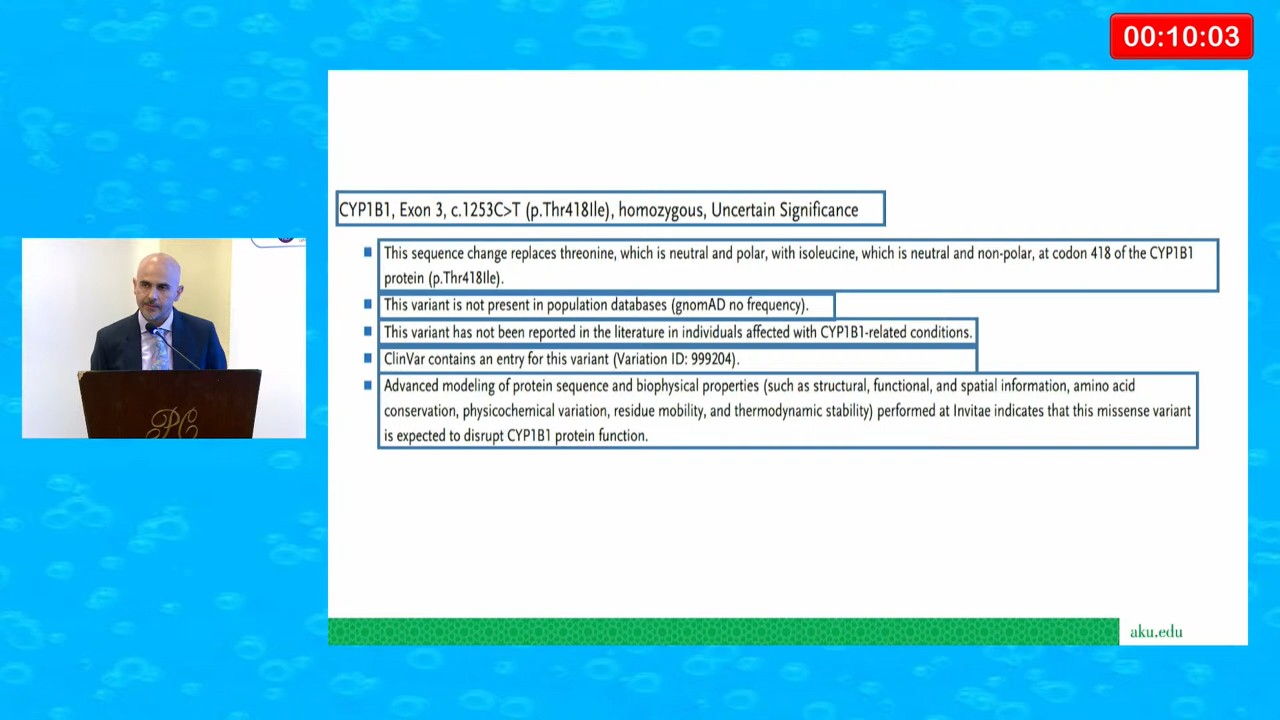 00:10:03
CYP1B1, Exon 3, c.1253C>T (p.Thr418Ile), homozygous, Uncertain Significance
This sequence change replaces threonine, which is neutral and polar, with isoleucine, which is neutral and non-polar, at codon 418 of the CYP1B1
protein (p.Thr418Ile).
This variant is not present in population databases (gnomAD no frequency).
This variant has not been reported in the literature in individuals affected with CYP1B1-related conditions.
ClinVar contains an entry for this variant (Variation ID: 999204).
Advanced modeling of protein sequence and biophysical properties (such as structural, functional, and spatial information, amino acid
conservation, physicochemical variation, residue mobility, and thermodynamic stability) performed at Invitae indicates that this missense variant
is expected to disrupt CYP1B1 protein function.
PC
aku.edu